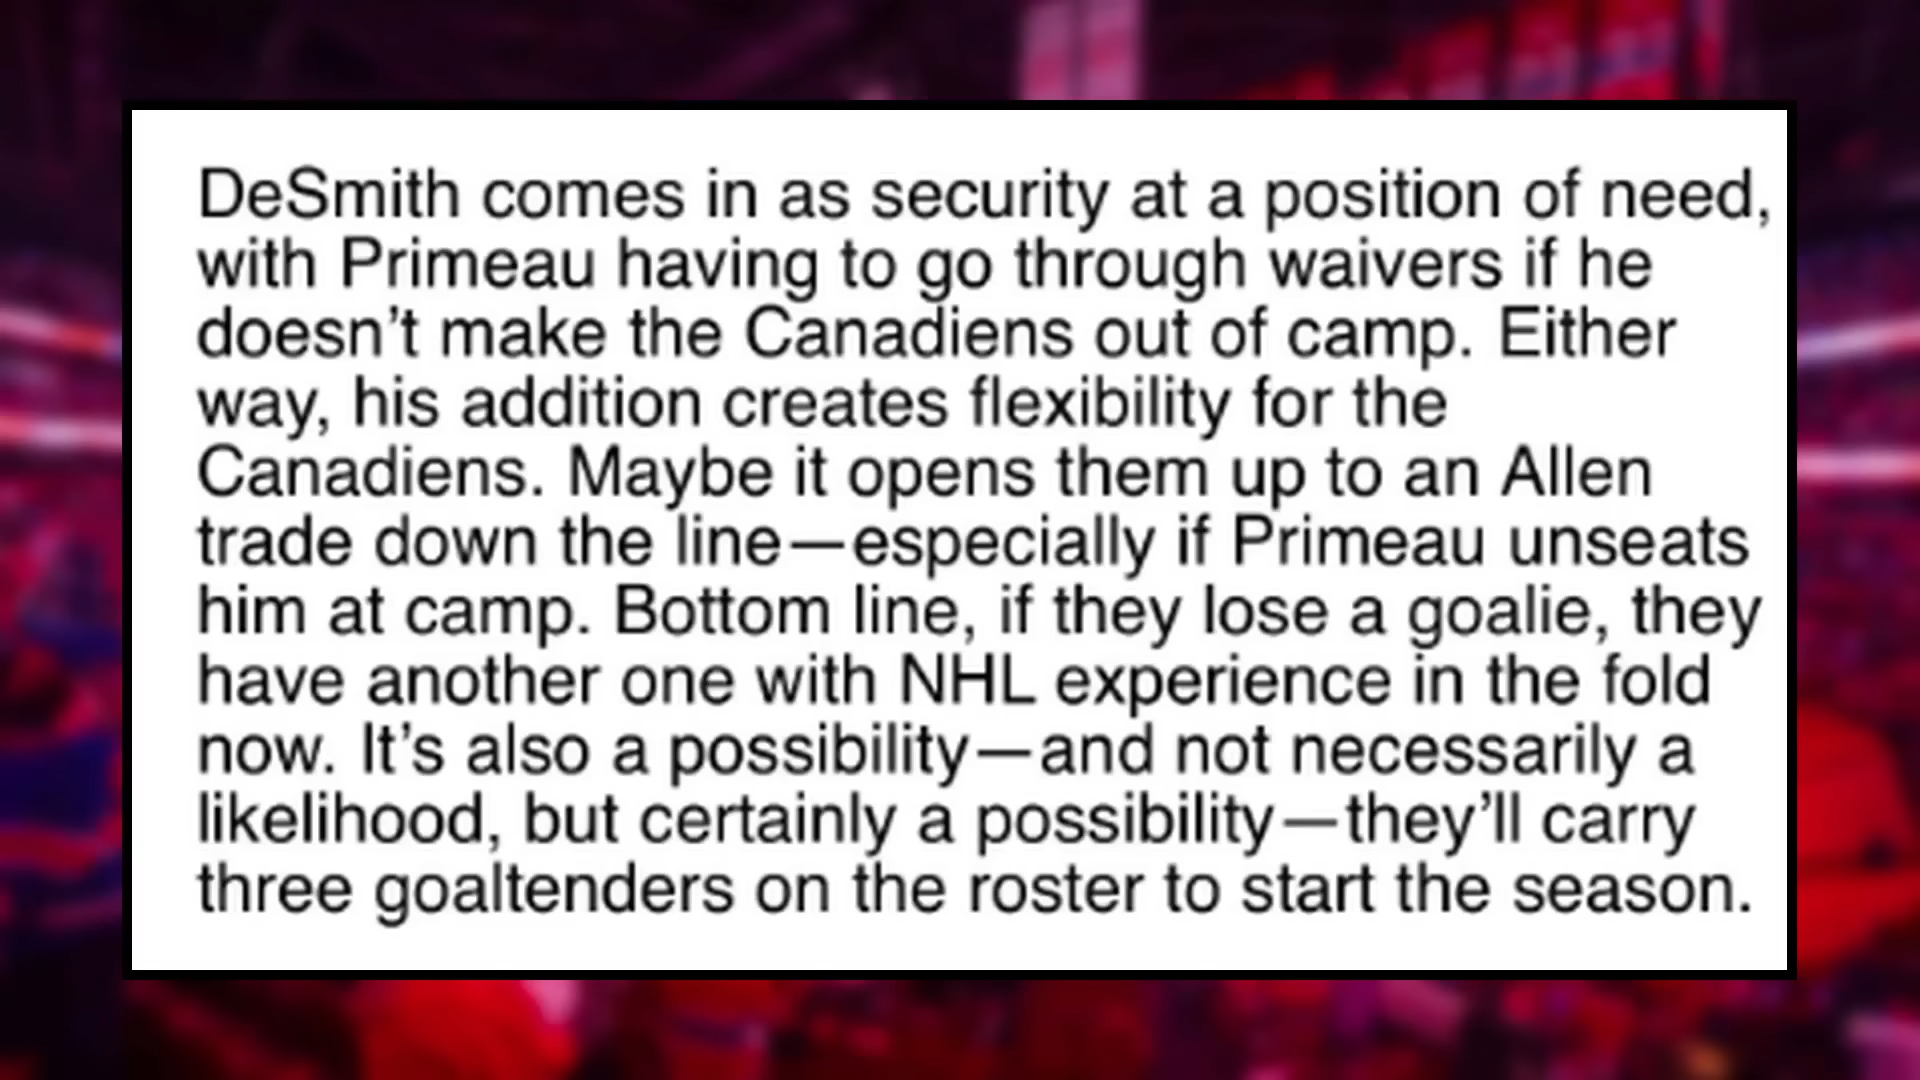 DeSmith comes in as security at a position of need,
with Primeau having to go through waivers if he
doesn’t make the Canadiens out of camp. Either
way, his addition creates flexibility for the
Canadiens. Maybe it opens them up to an Allen
trade down the line—especially if Primeau unseats
him at camp. Bottom line, if they lose a goalie, they
have another one with NHL experience in the fold
now. It’s also a possibility—and not necessarily a
likelihood, but certainly a possibility—they’ll carry
three goaltenders on the roster to start the season.